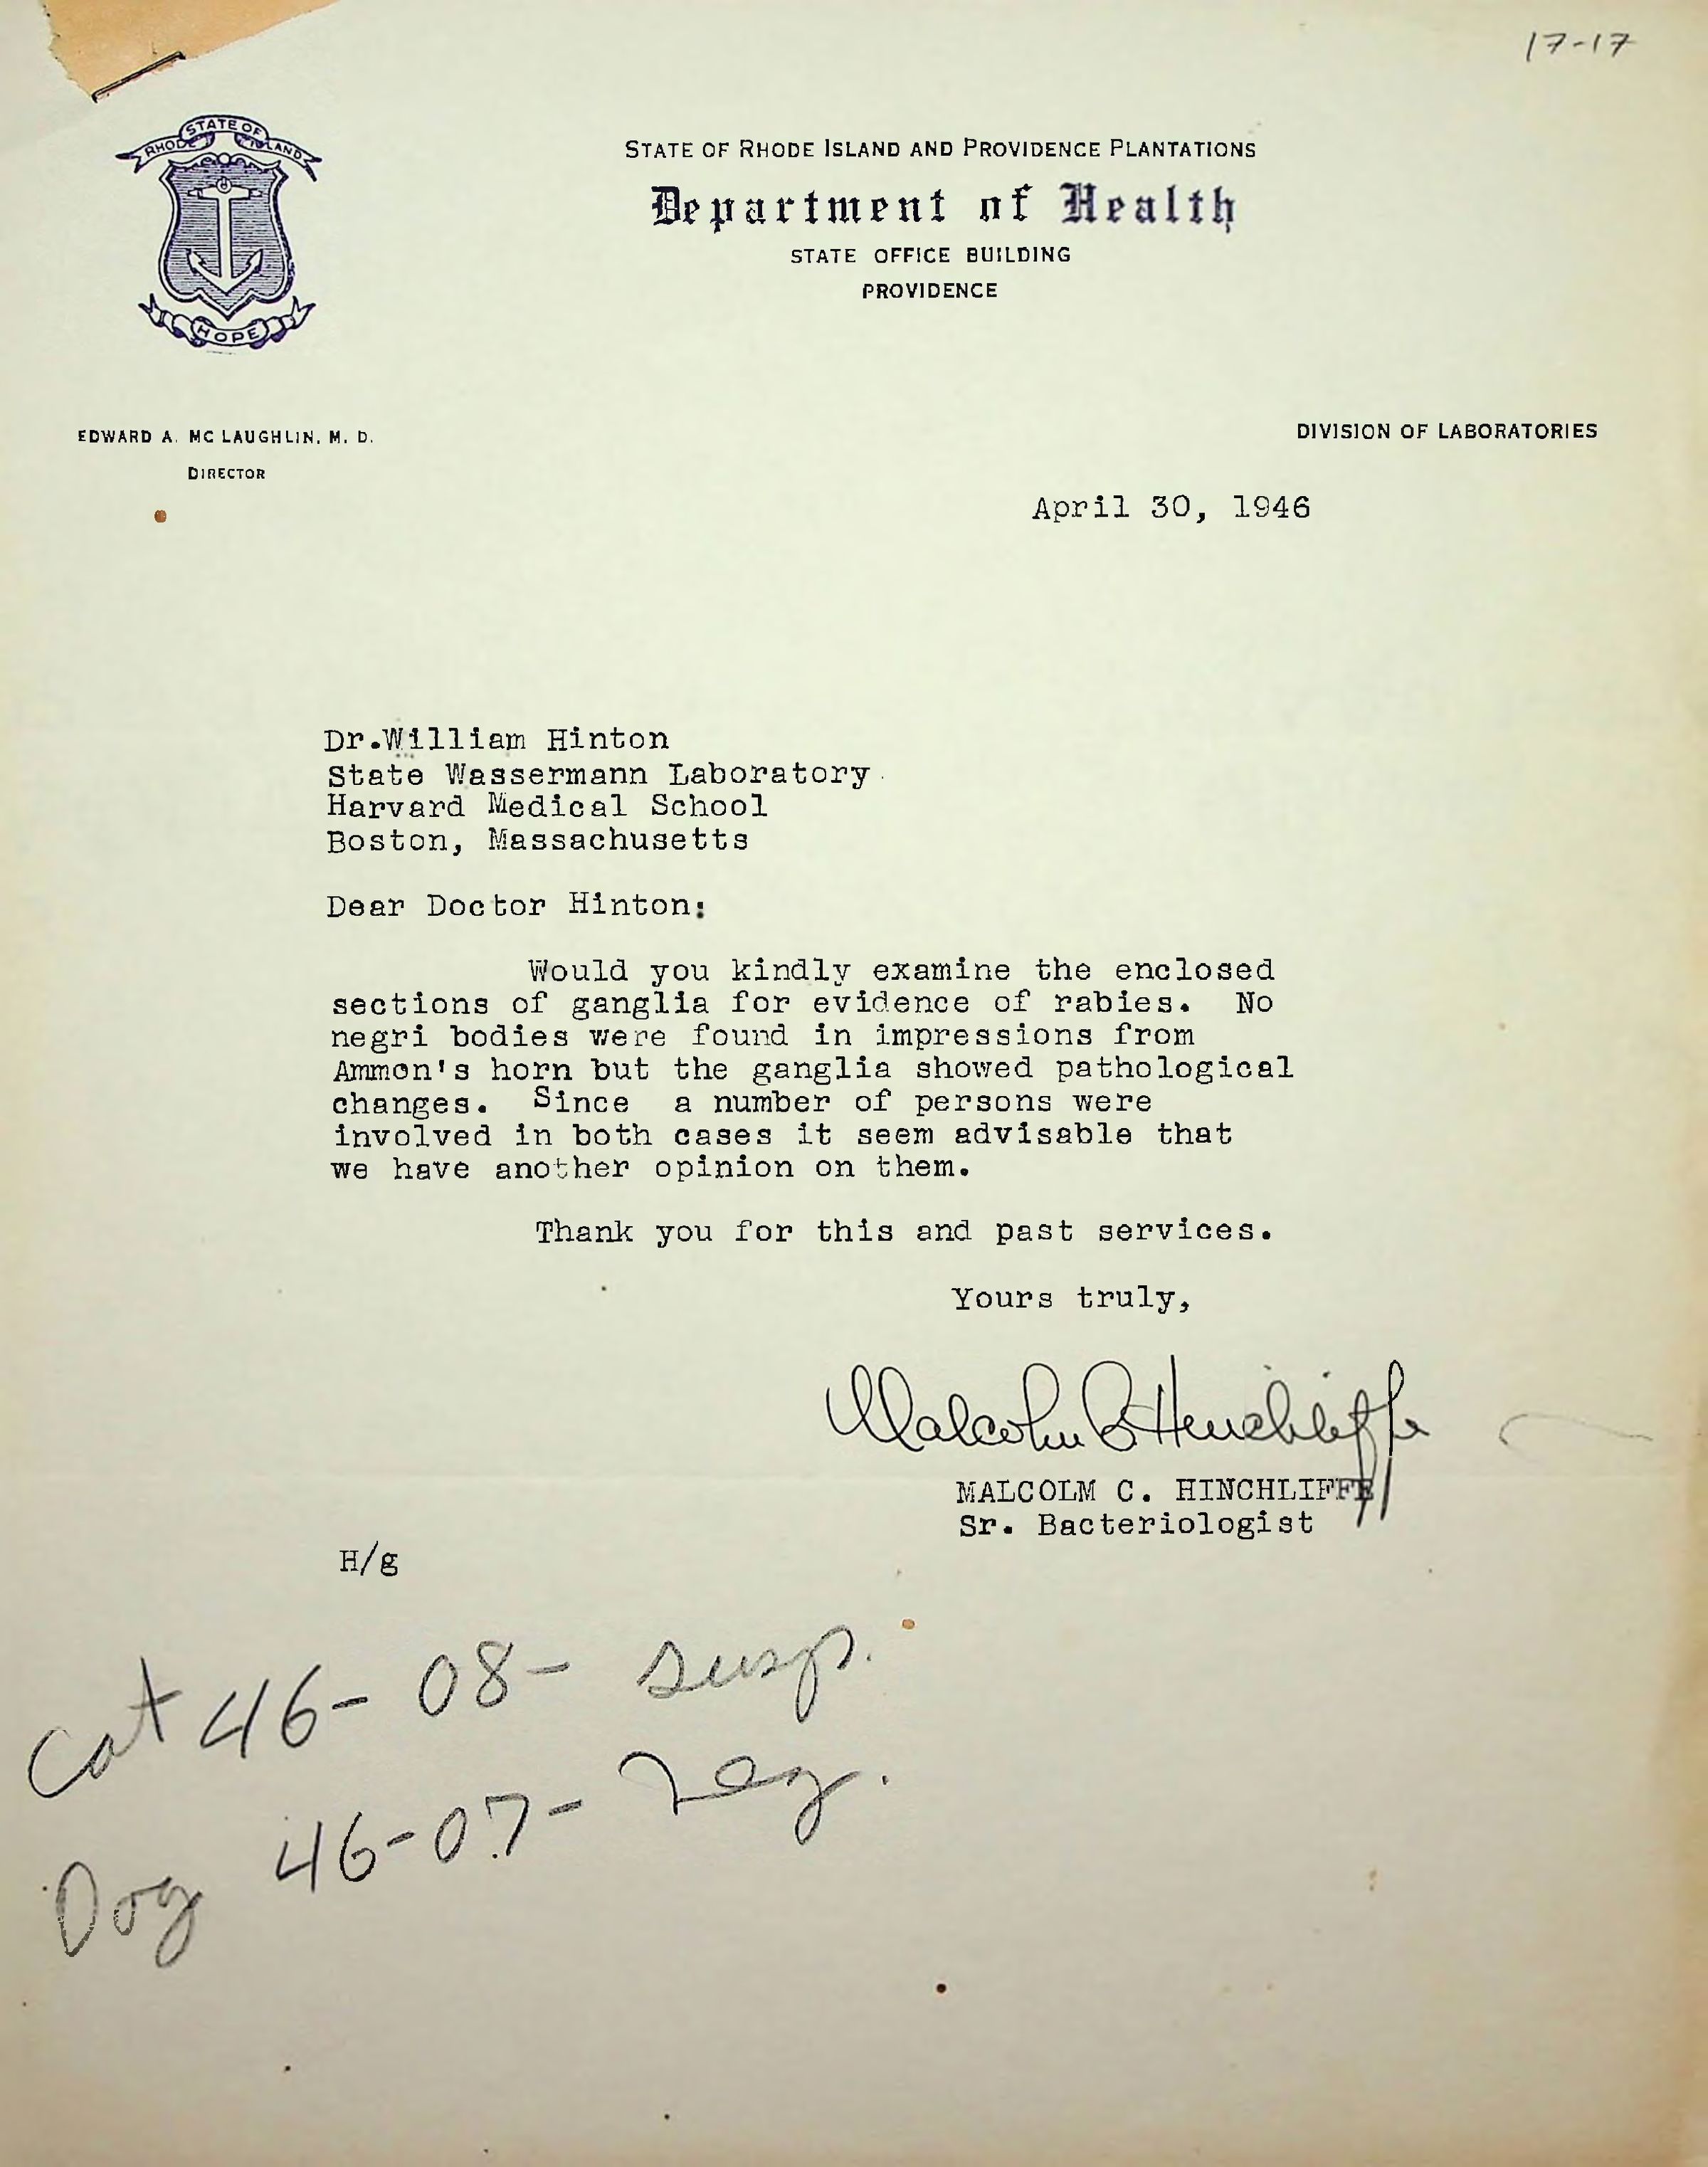 17-17
STATE OF
RHODE ISLAND
HOPE
STATE OF RHODE ISLAND AND PROVIDENCE PLANTATIONS
Department of Health
STATE OFFICE BUILDING
PROVIDENCE
EDWARD A. MC LAUGHLIN, M. D.
DIRECTOR
DIVISION OF LABORATORIES
April 30, 1946
Dr.William Hinton
State Wassermann Laboratory
Harvard Medical School
Boston, Massachusetts
Dear Doctor Hinton:
Would you kindly examine the enclosed
sections of ganglia for evidence of rabies. No
negri bodies were found in impressions from
Ammon's horn but the ganglia showed pathological
changes. Since a number of persons were
involved in both cases it seem advisable that
we have another opinion on them.
Thank you for this and past services.
Yours truly,
Malcolm C Hinchliffe
MALCOLM C. HINCHLIFFE
Sr. Bacteriologist
H/g
Cat 46-08- susp.
Dog 46-07- neg.